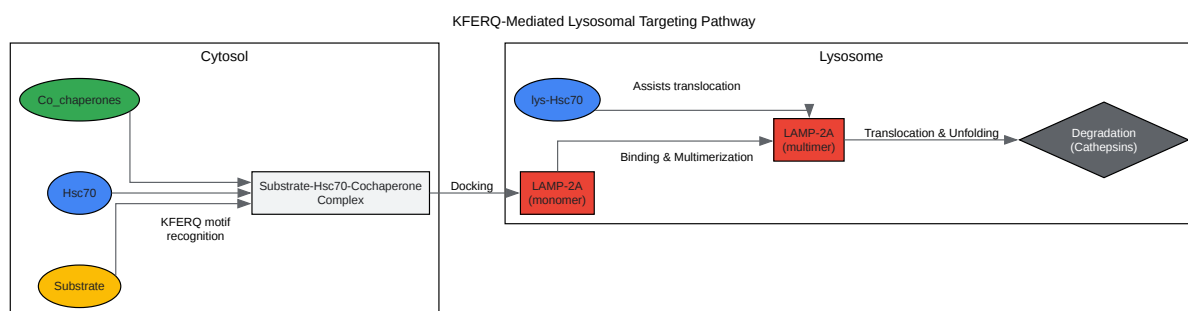 KFERQ-Mediated Lysosomal Targeting Pathway
Cytosol
Co_chaperones
Hsc70
Substrate
KFERQ motif
recognition
Substrate-Hsc70-Cochaperone
Complex
Docking
Lysosome
lys-Hsc70
Assists translocation
LAMP-2A
(monomer)
Binding & Multimerization
LAMP-2A
(multimer)
Translocation & Unfolding
Degradation
(Cathepsins)